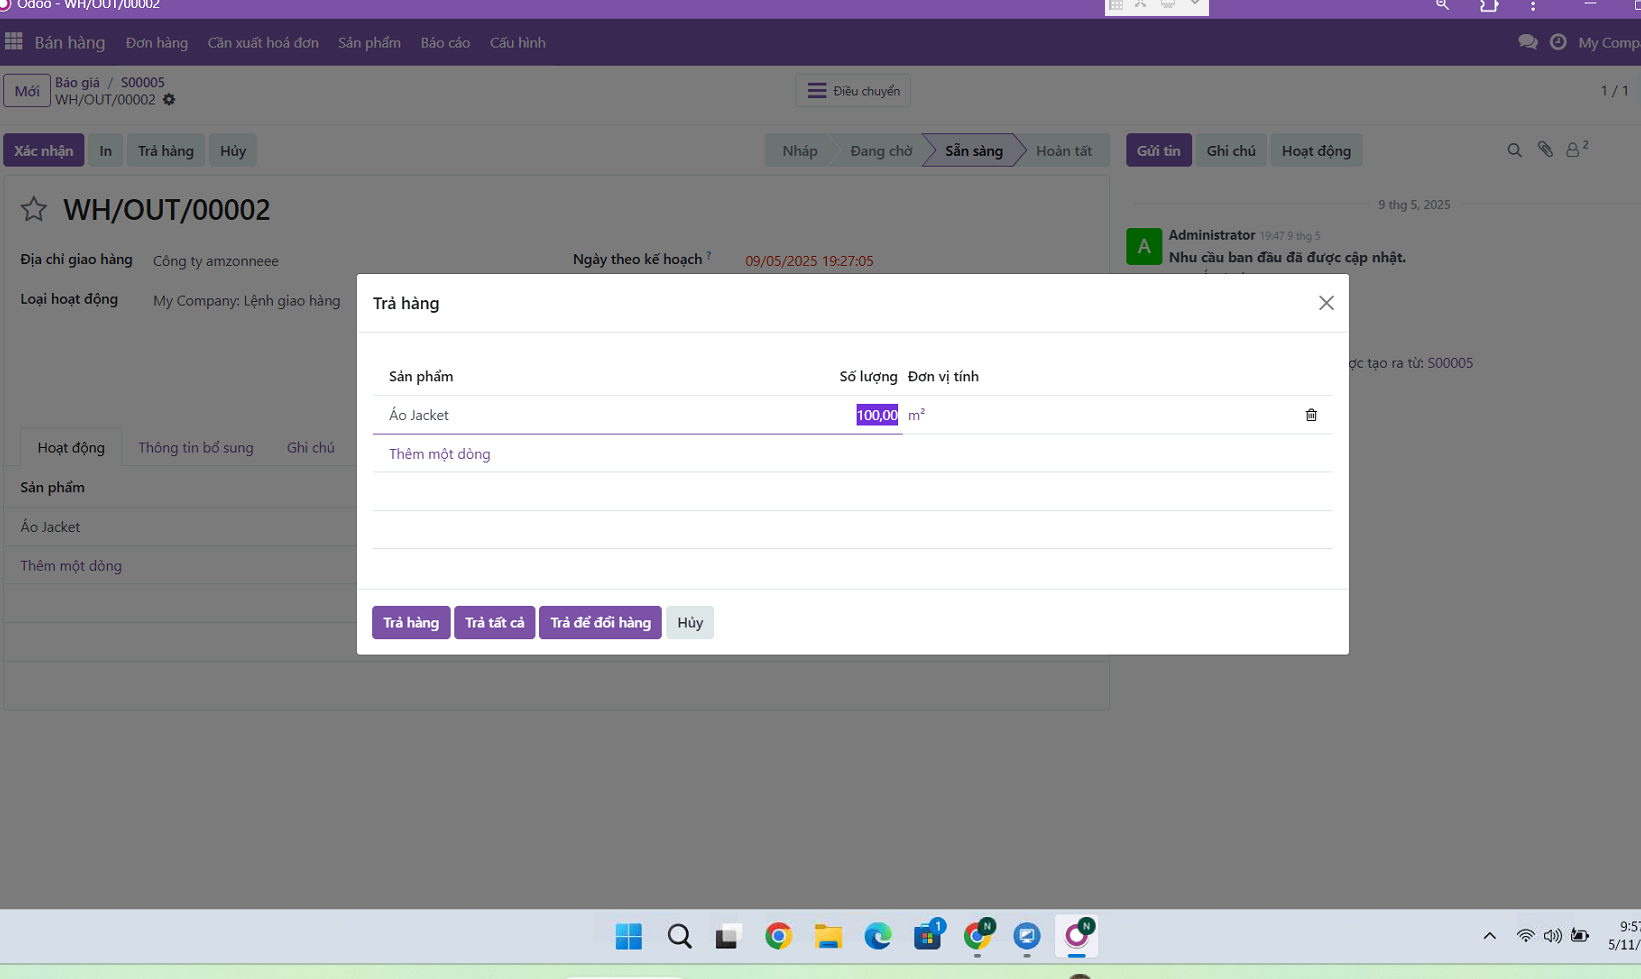 Odoo - WH/OUT/00002
Bán hàng Đơn hàng Cần xuất hoá đơn Sản phẩm Báo cáo Cấu hình My Comp
Mới Báo giá / S00005
WH/OUT/00002
Điều chuyển
1 / 1
Xác nhận In Trả hàng Hủy
Nháp Đang chờ Sẵn sàng Hoàn tất
Gửi tin Ghi chú Hoạt động 2
WH/OUT/00002
9 thg 5, 2025
A Administrator 19:47 9 thg 5
Nhu cầu ban đầu đã được cập nhật.
Địa chỉ giao hàng Công ty amzonneee
Ngày theo kế hoạch ? 09/05/2025 19:27:05
Loại hoạt động My Company: Lệnh giao hàng
ợc tạo ra từ: S00005
Trả hàng
Sản phẩm Số lượng Đơn vị tính
Áo Jacket 100,00 m²
Thêm một dòng
Trả hàng Trả tất cả Trả để đổi hàng Hủy
Hoạt động Thông tin bổ sung Ghi chú
Sản phẩm
Áo Jacket
Thêm một dòng
1 N N
9:57
5/11/